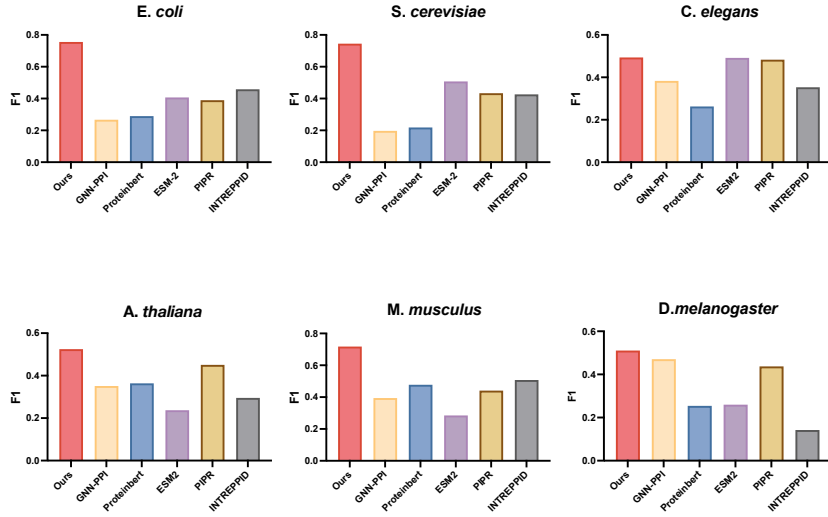 E. coli
S. cerevisiae
C. elegans
F1
0.8
0.6
0.4
0.2
0.0
Ours
GNN-PPI
Proteinbert
ESM-2
PIPR
INTREPPID
F1
0.8
0.6
0.4
0.2
0.0
Ours
GNN-PPI
Proteinbert
ESM-2
PIPR
INTREPPID
F1
0.6
0.4
0.2
0.0
Ours
GNN-PPI
Proteinbert
ESM2
PIPR
INTREPPID
A. thaliana
M. musculus
D.melanogaster
F1
0.6
0.4
0.2
0.0
Ours
GNN-PPI
Proteinbert
ESM2
PIPR
INTREPPID
F1
0.8
0.6
0.4
0.2
0.0
Ours
GNN-PPI
Proteinbert
ESM2
PIPR
INTREPPID
F1
0.6
0.4
0.2
0.0
Ours
GNN-PPI
Proteinbert
ESM2
PIPR
INTREPPID